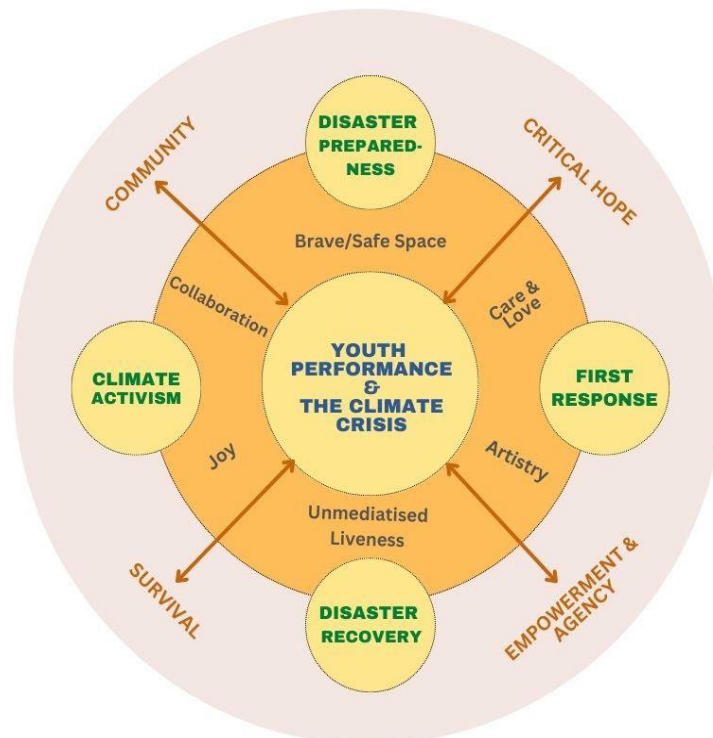 DISASTER
PREPARED-
NESS
COMMUNITY
CRITICAL HOPE
Brave/Safe Space
Collaboration
Care &
Love
YOUTH
PERFORMANCE
&
THE CLIMATE
CRISIS
CLIMATE
ACTIVISM
FIRST
RESPONSE
Joy
Artistry
Unmediatised
Liveness
SURVIVAL
EMPOWERMENT &
AGENCY
DISASTER
RECOVERY